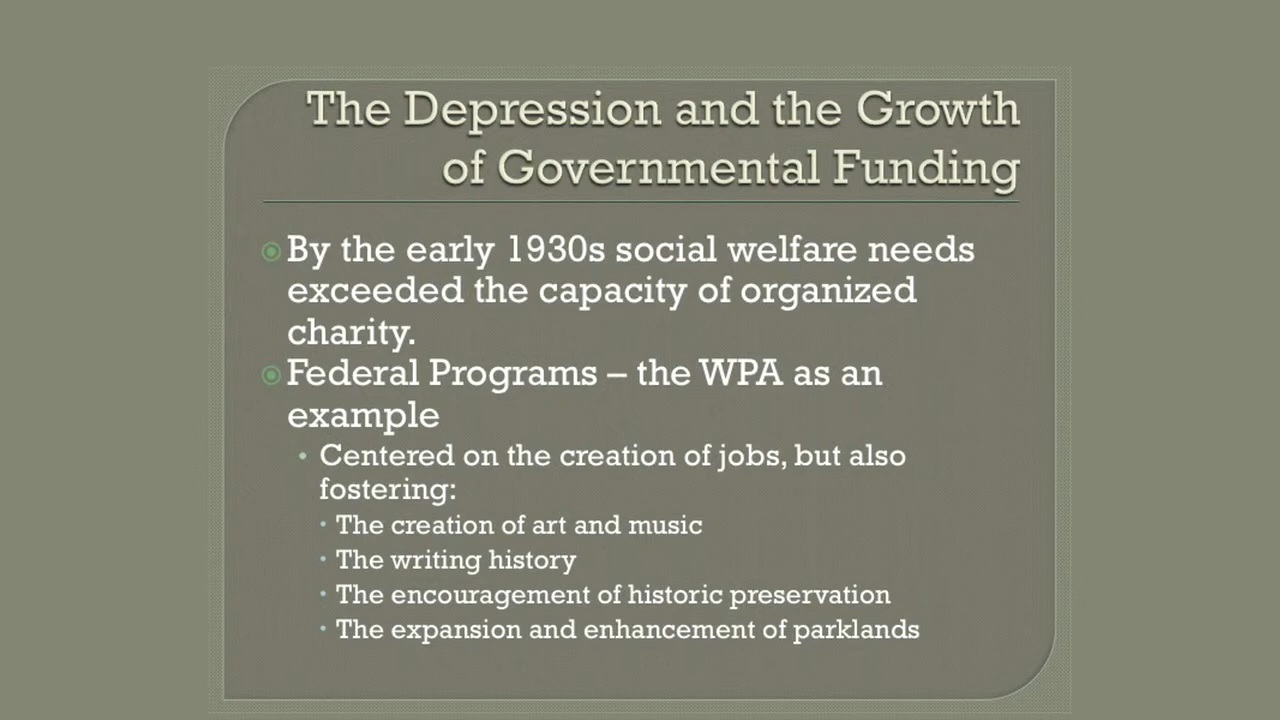 The Depression and the Growth
of Governmental Funding
By the early 1930s social welfare needs
exceeded the capacity of organized
charity.
Federal Programs – the WPA as an
example
Centered on the creation of jobs, but also
fostering:
The creation of art and music
The writing history
The encouragement of historic preservation
The expansion and enhancement of parklands